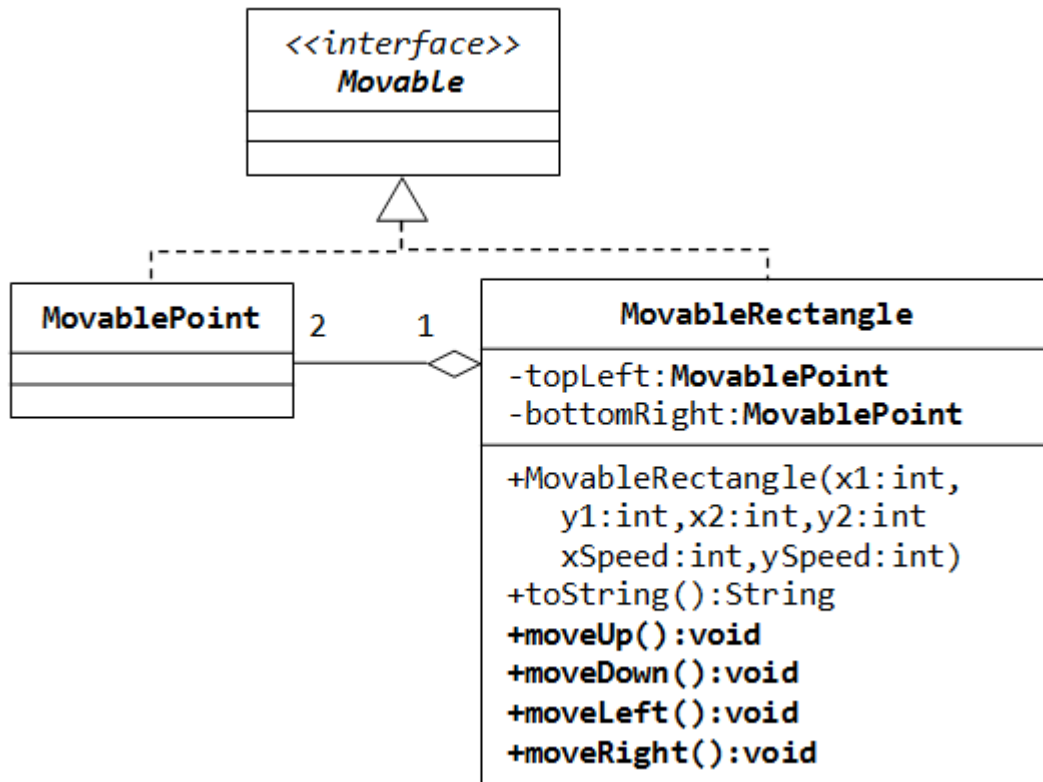 <<interface>>
Movable
MovablePoint
2
1
MovableRectangle
-topLeft:MovablePoint
-bottomRight:MovablePoint
+MovableRectangle(x1:int,
y1:int,x2:int,y2:int
xSpeed:int,ySpeed:int)
+toString():String
+moveUp():void
+moveDown():void
+moveLeft():void
+moveRight():void